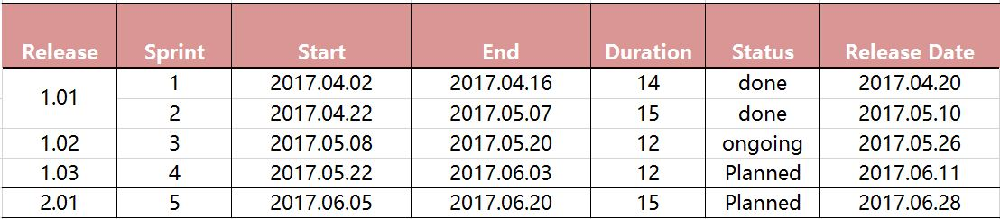 Release Sprint Start End Duration Status Release Date
1.01 1 2017.04.02 2017.04.16 14 done 2017.04.20
2 2017.04.22 2017.05.07 15 done 2017.05.10
1.02 3 2017.05.08 2017.05.20 12 ongoing 2017.05.26
1.03 4 2017.05.22 2017.06.03 12 Planned 2017.06.11
2.01 5 2017.06.05 2017.06.20 15 Planned 2017.06.28